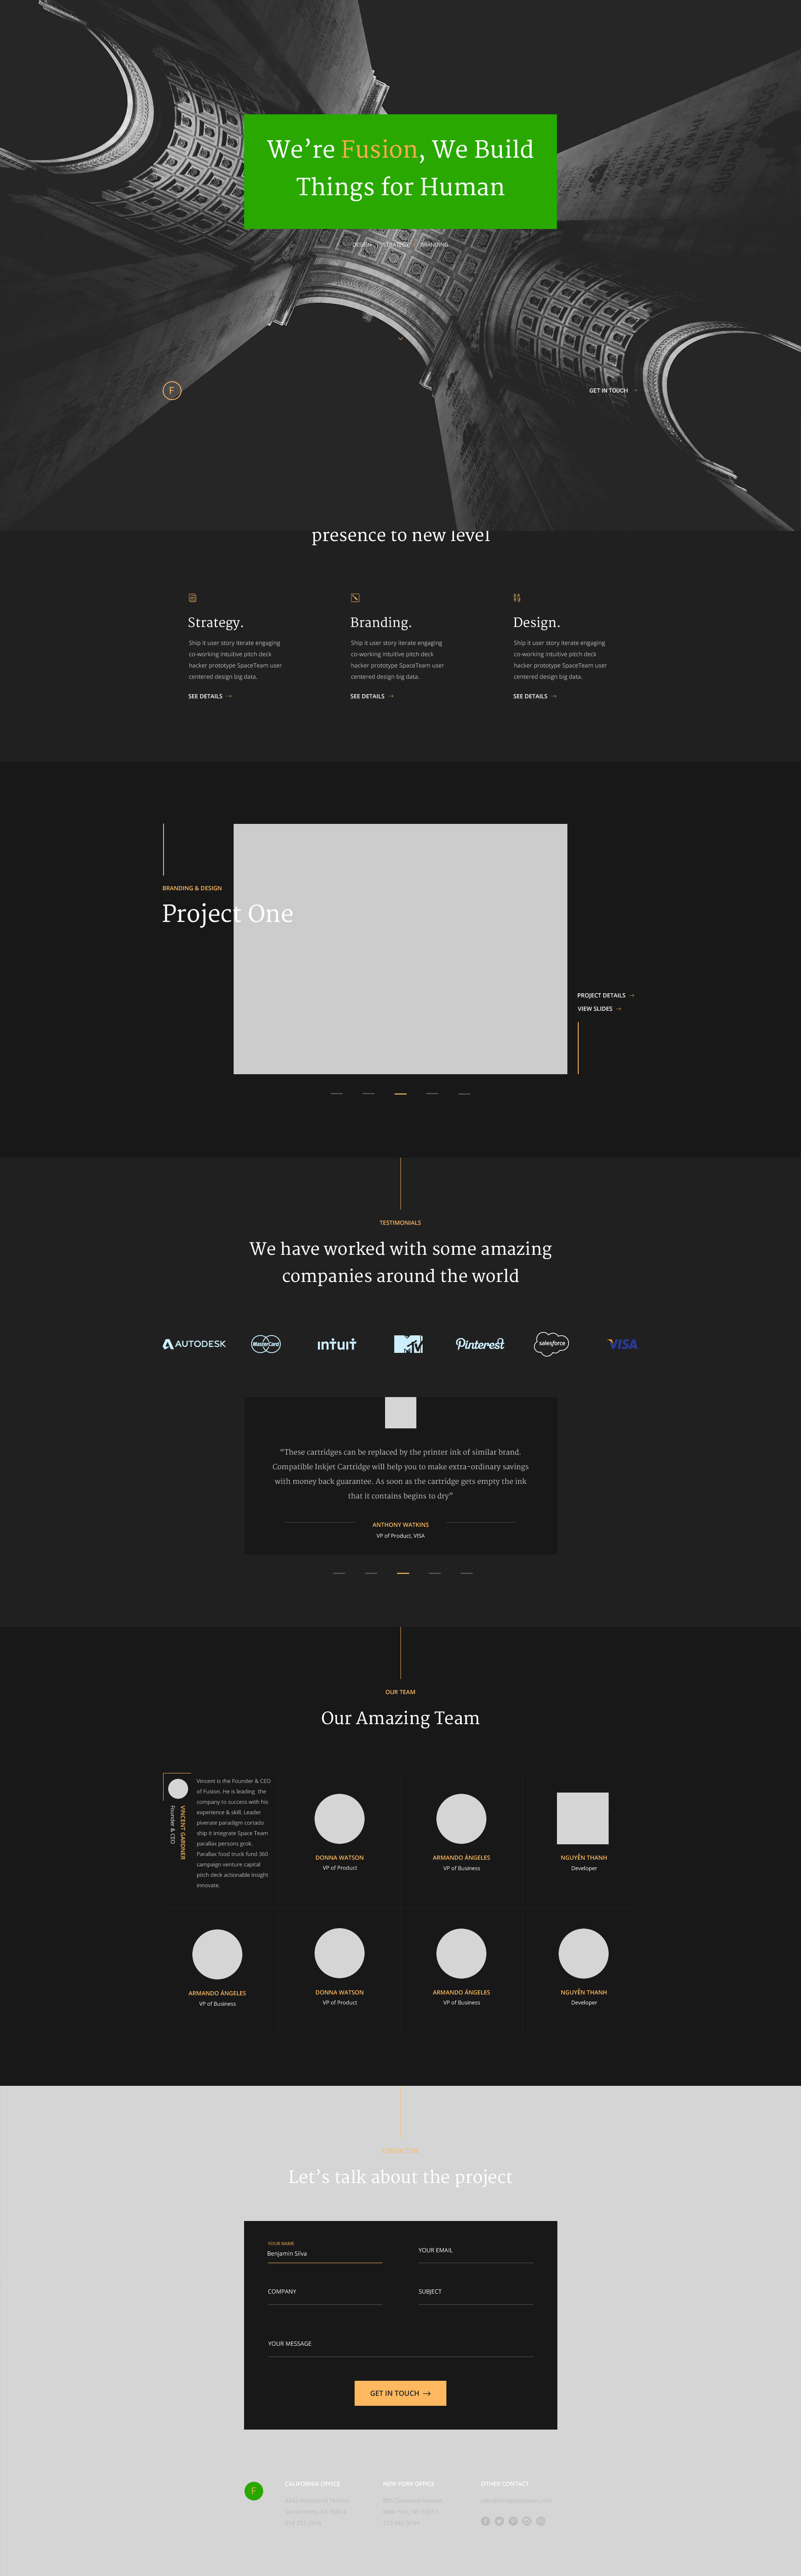 We’re Fusion, We Build
Things for Human
DESIGN STRATEGY BRANDING
F
GET IN TOUCH →
presence to new level
Strategy.
Ship it user story iterate engaging
co-working intuitive pitch deck
hacker prototype SpaceTeam user
centered design big data.
SEE DETAILS →
Branding.
Ship it user story iterate engaging
co-working intuitive pitch deck
hacker prototype SpaceTeam user
centered design big data.
SEE DETAILS →
Design.
Ship it user story iterate engaging
co-working intuitive pitch deck
hacker prototype SpaceTeam user
centered design big data.
SEE DETAILS →
BRANDING & DESIGN
Project One
PROJECT DETAILS →
VIEW SLIDES →
TESTIMONIALS
We have worked with some amazing
companies around the world
AUTODESK
MasterCard
intuit
MTV
Pinterest
salesforce
VISA
“These cartridges can be replaced by the printer ink of similar brand.
Compatible Inkjet Cartridge will help you to make extra-ordinary savings
with money back guarantee. As soon as the cartridge gets empty the ink
that it contains begins to dry”
ANTHONY WATKINS
VP of Product, VISA
OUR TEAM
Our Amazing Team
VINCENT GARDNER
Founder & CEO
Vincent is the Founder & CEO
of Fusion. He is leading the
company to success with his
experience & skill. Leader
piverate paradigm cortado
ship it integrate Space Team
parallax persons grok.
Parallax food truck fund 360
campaign venture capital
pitch deck actionable insight
innovate.
DONNA WATSON
VP of Product
ARMANDO ÁNGELES
VP of Business
NGUYỄN THANH
Developer
ARMANDO ÁNGELES
VP of Business
DONNA WATSON
VP of Product
ARMANDO ÁNGELES
VP of Business
NGUYỄN THANH
Developer
CONTACT US
Let’s talk about the project
YOUR NAME
Benjamin Silva
YOUR EMAIL
COMPANY
SUBJECT
YOUR MESSAGE
GET IN TOUCH →
F
CALIFORNIA OFFICE
NEW YORK OFFICE
OTHER CONTACT